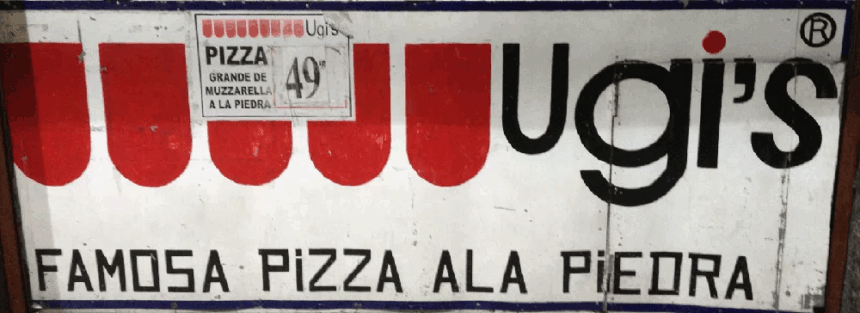 Ugi's
PIZZA
GRANDE DE
MUZZARELLA
A LA PIEDRA
49
Ugi's®
FAMOSA PIZZA ALA PIEDRA